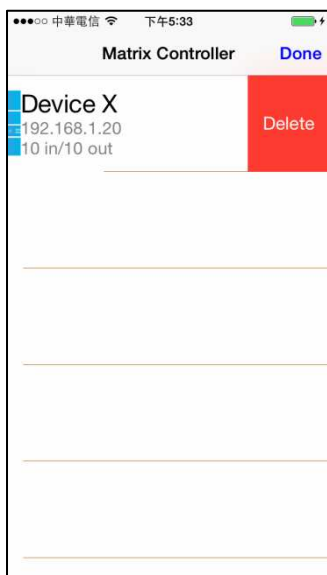 中華電信 下午5:33
Matrix Controller Done
Device X
192.168.1.20
10 in/10 out
Delete